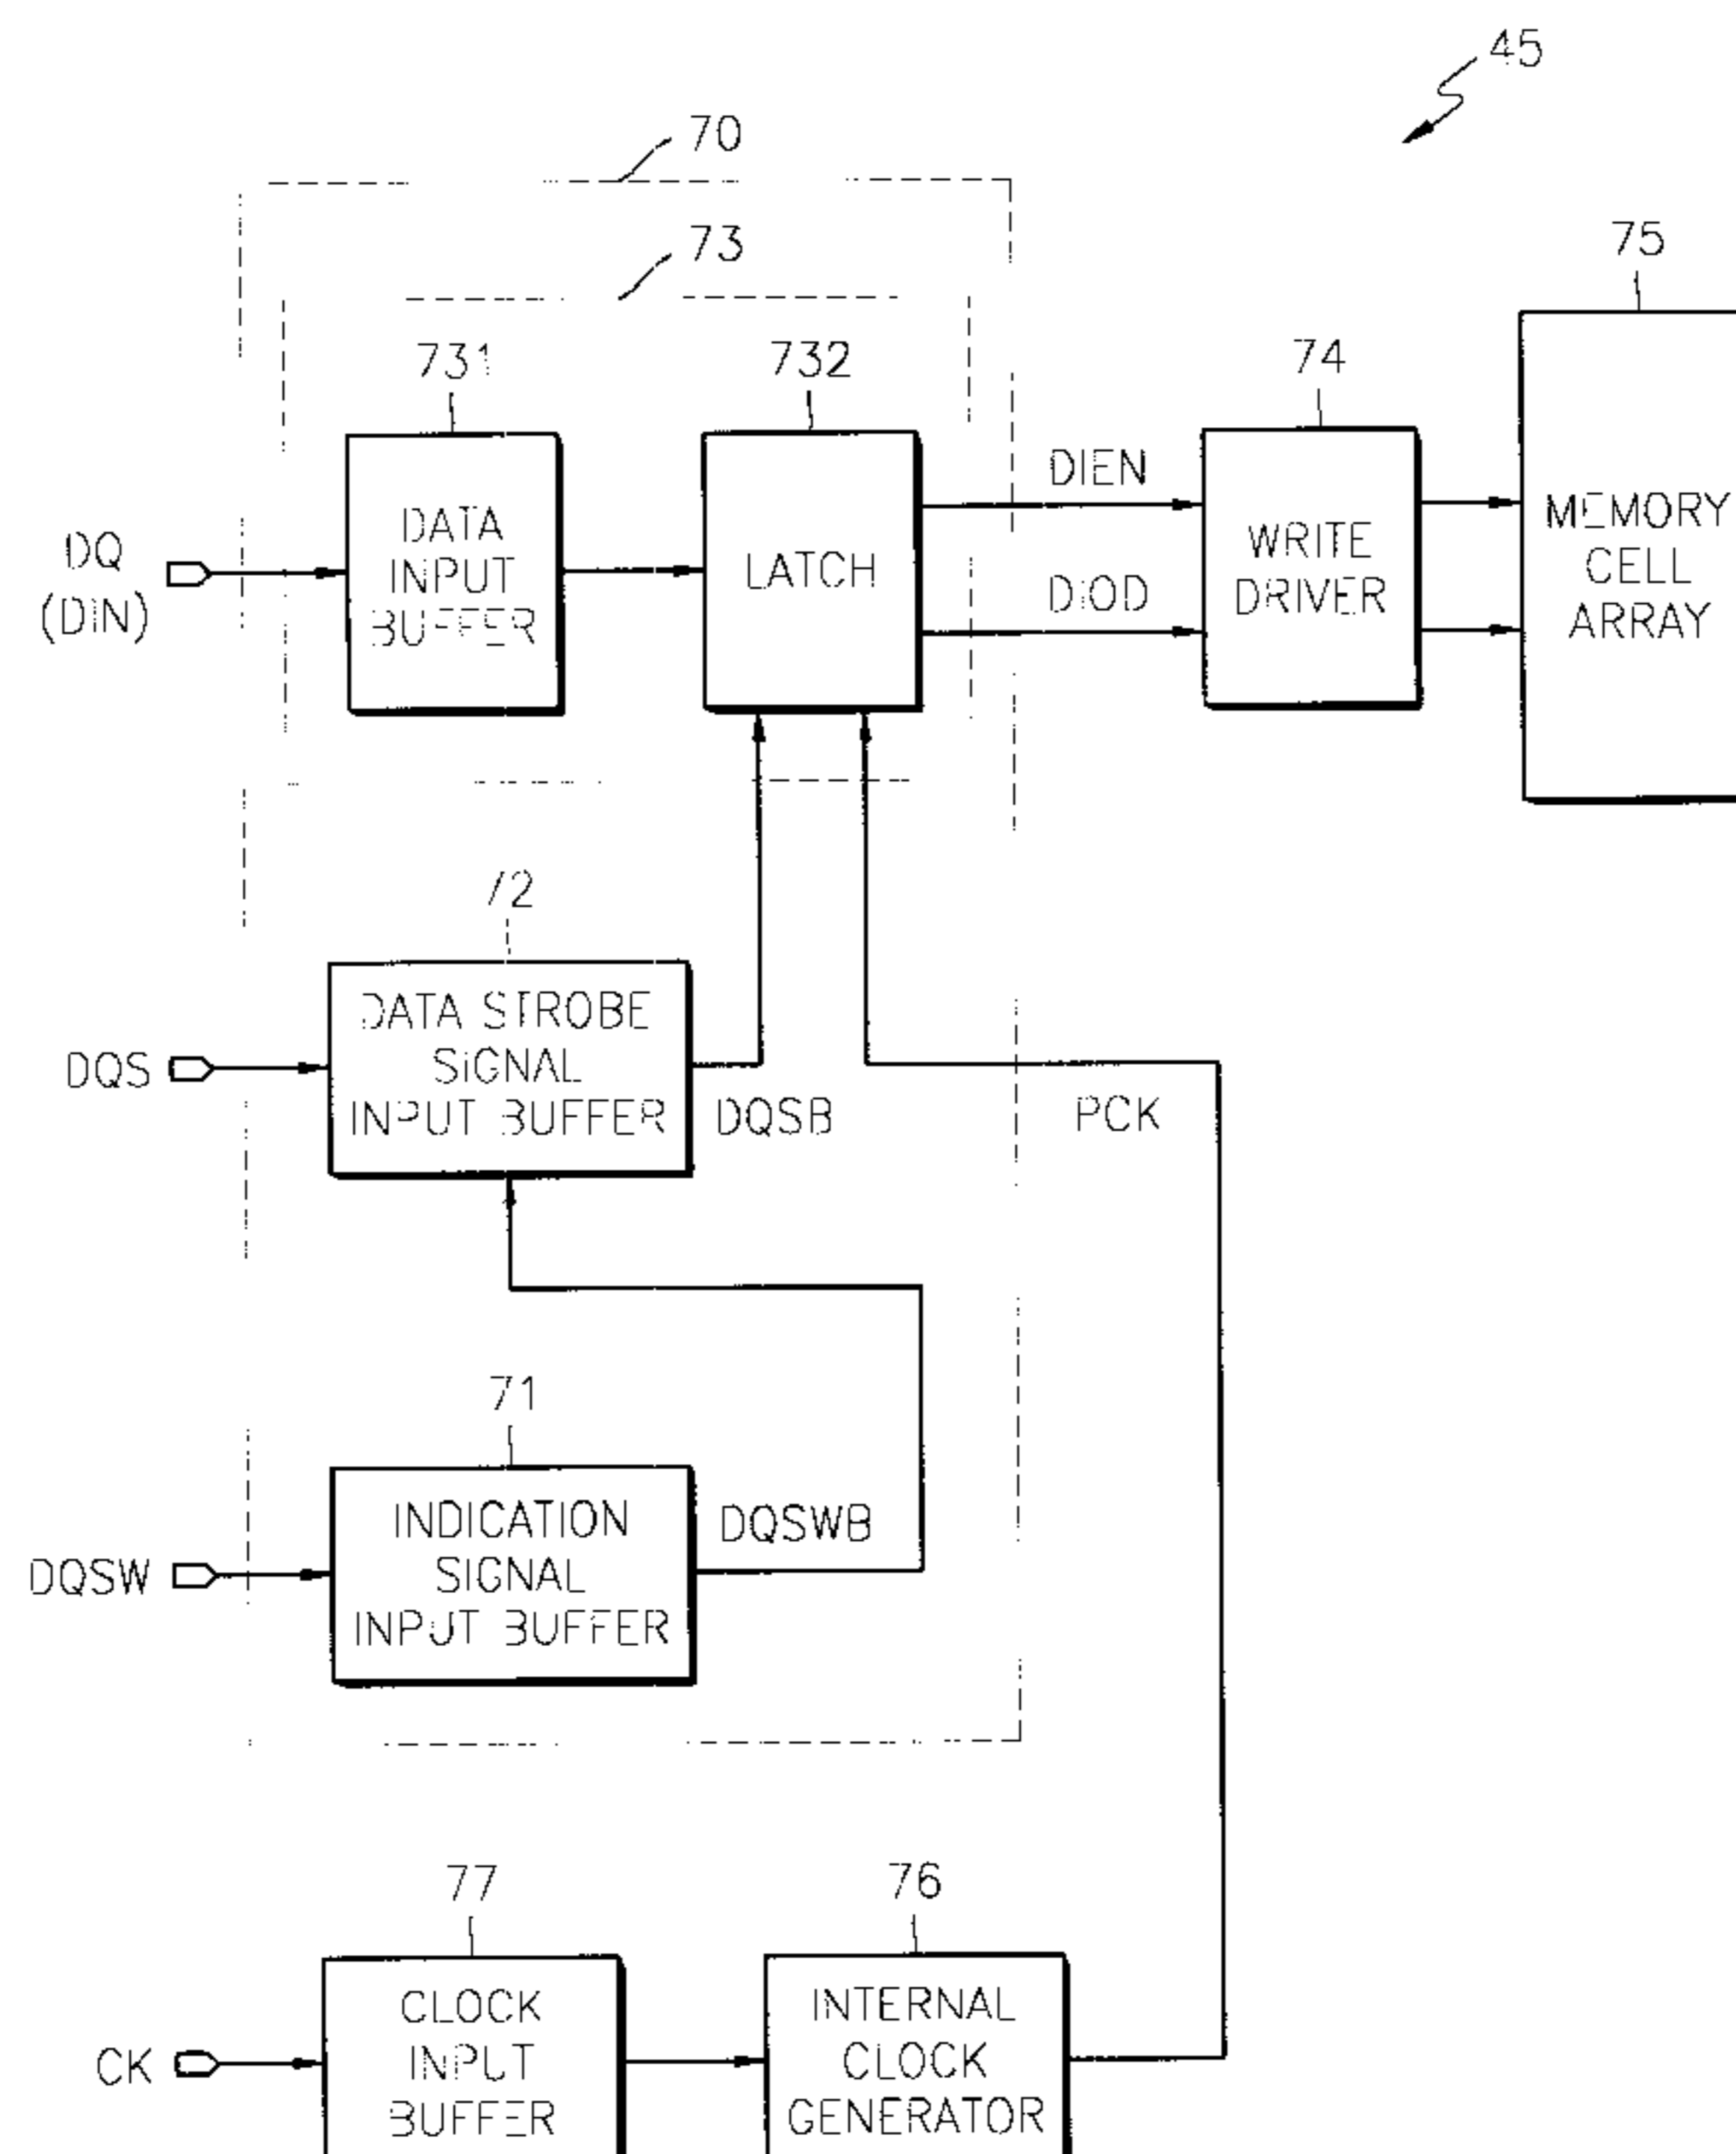 45
70
73
75
731
732
74
DIEN
DATA
INPUT
BUFFER
LATCH
WRITE
DRIVER
MEMORY
CELL
ARRAY
DQ
(DIN)
DIOD
72
DATA STROBE
SIGNAL
INPUT BUFFER
DQS
DQSB
PCK
71
INDICATION
SIGNAL
INPUT BUFFER
DQSW
DQSWB
77
76
CLOCK
INPUT
BUFFER
INTERNAL
CLOCK
GENERATOR
CK